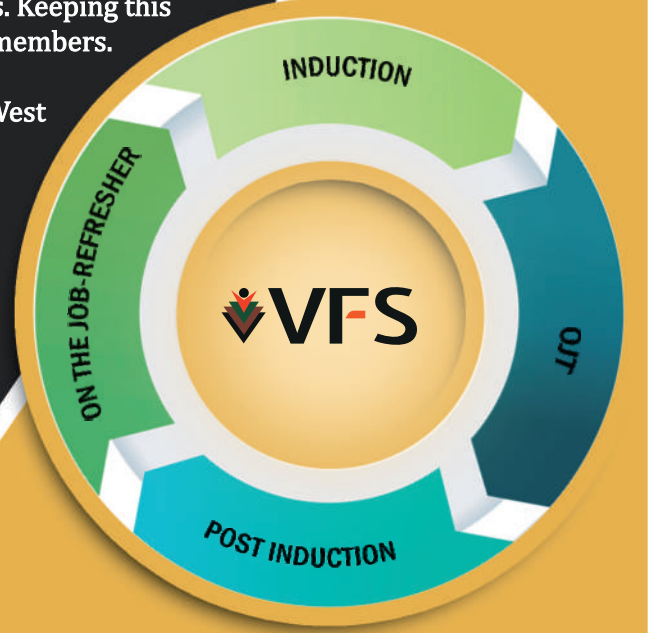 s. Keeping this
members.
West
INDUCTION
OJT
POST INDUCTION
ON THE JOB-REFRESHER
VFS